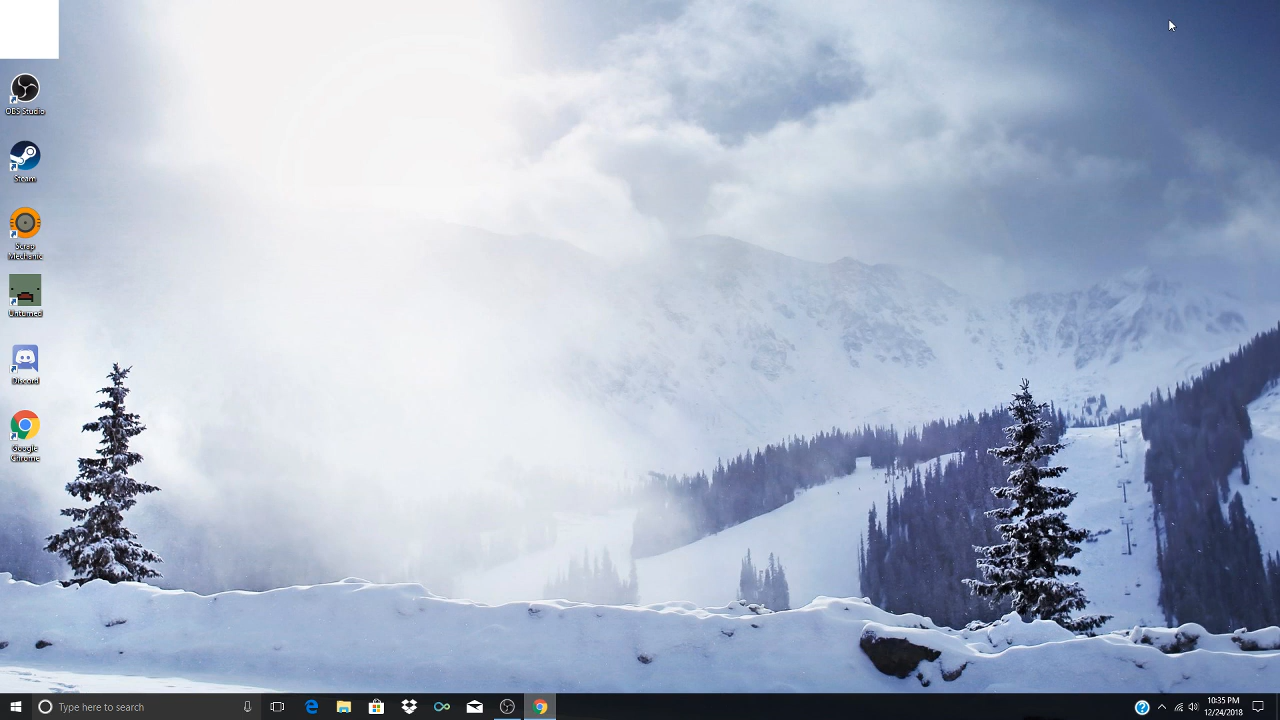 OBS Studio
Steam
Scrap
Mechanic
Unturned
Discord
Google
Chrome
Type here to search
10:35 PM
12/24/2018